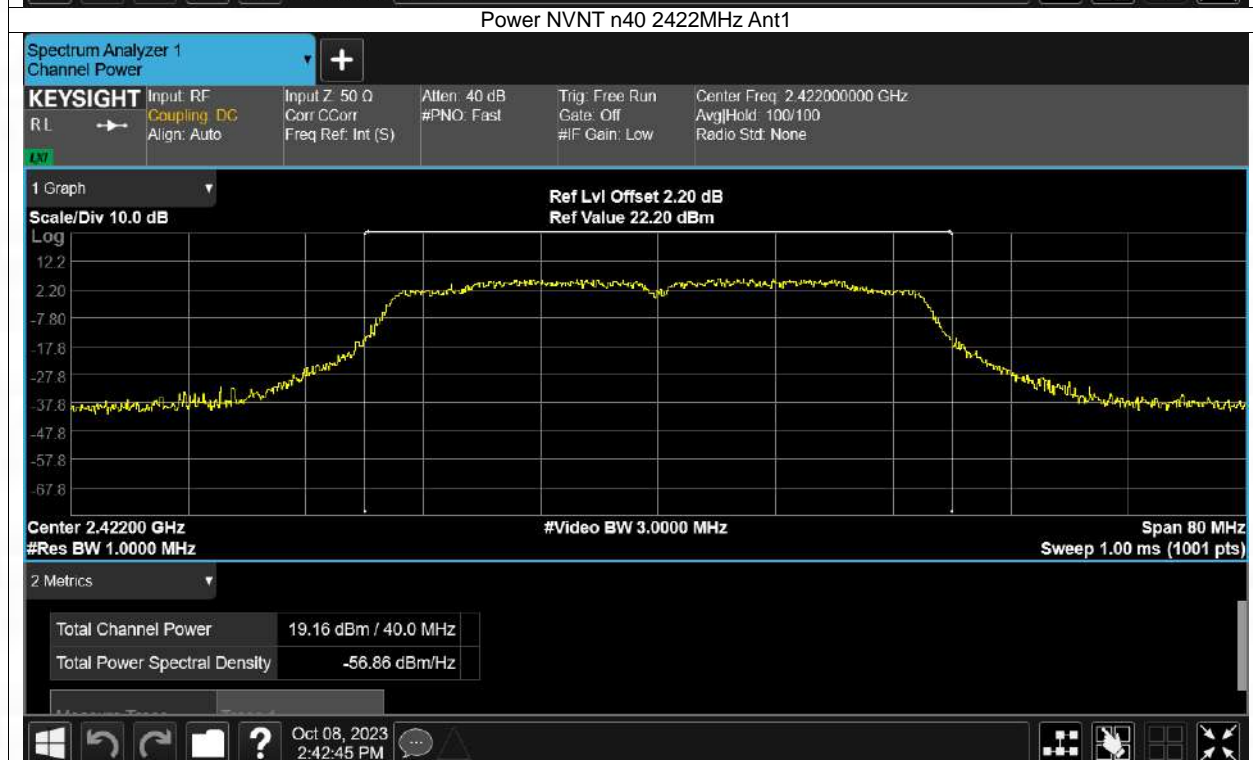 Power NVNT n40 2422MHz Ant1
Spectrum Analyzer 1
Channel Power
+
KEYSIGHT
RL
LXI
Input: RF
Coupling: DC
Align: Auto
Input Z: 50 Ω
Corr CCorr
Freq Ref: Int (S)
Atten: 40 dB
#PNO: Fast
Trig: Free Run
Gate: Off
#IF Gain: Low
Center Freq: 2.422000000 GHz
Avg|Hold: 100/100
Radio Std: None
1 Graph
Scale/Div 10.0 dB
Ref Lvl Offset 2.20 dB
Ref Value 22.20 dBm
Log
12.2
2.20
-7.80
-17.8
-27.8
-37.8
-47.8
-57.8
-67.8
Center 2.42200 GHz
#Video BW 3.0000 MHz
Span 80 MHz
#Res BW 1.0000 MHz
Sweep 1.00 ms (1001 pts)
2 Metrics
Total Channel Power 19.16 dBm / 40.0 MHz
Total Power Spectral Density -56.86 dBm/Hz
?
Oct 08, 2023
2:42:45 PM